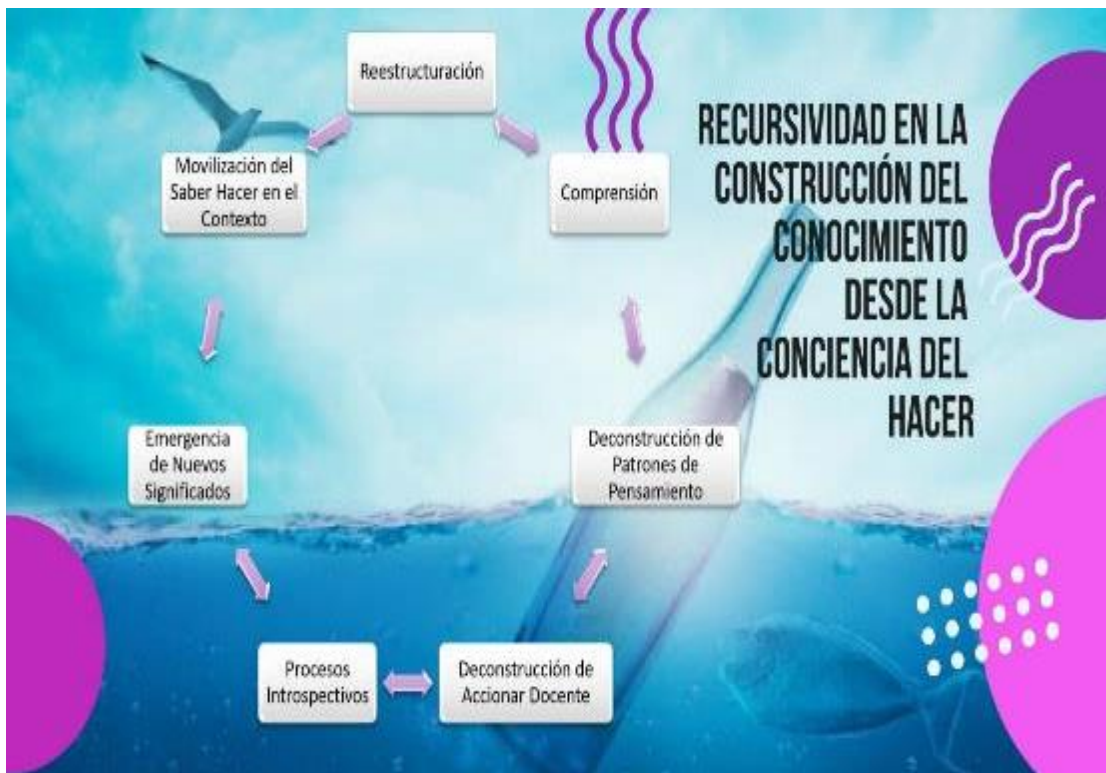 Reestructuración
Movilización del
Saber Hacer en el
Contexto
Comprensión
RECURSIVIDAD EN LA
CONSTRUCCIÓN DEL
CONOCIMIENTO
DESDE LA
CONCIENCIA DEL
HACER
Emergencia
de Nuevos
Significados
Deconstrucción de
Patrones de
Pensamiento
Procesos
Introspectivos
Deconstrucción de
Accionar Docente